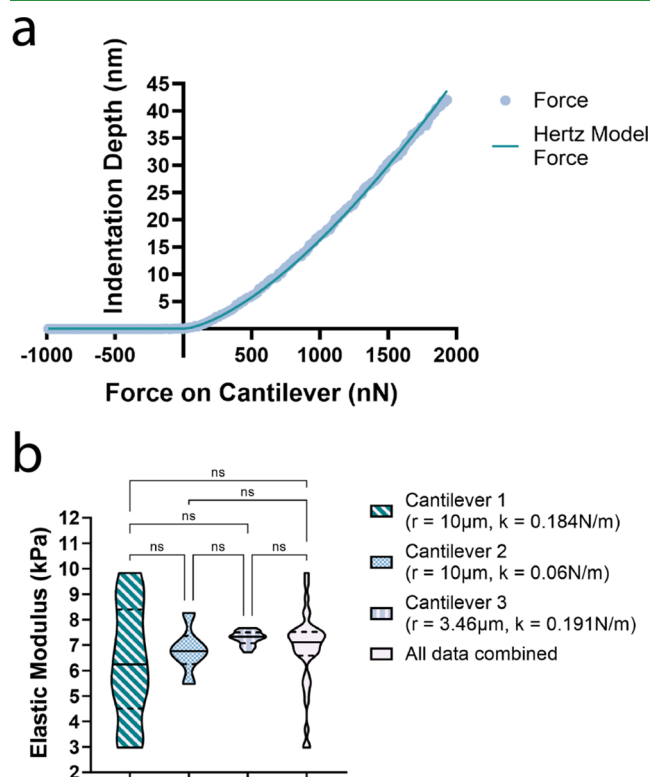 a
Indentation Depth (nm)
45
40
35
30
25
20
15
10
5
-1000 -500 500 1000 1500 2000
Force on Cantilever (nN)
Force
Hertz Model
Force
b
ns
ns
ns
ns ns ns
Elastic Modulus (kPa)
12
11
10
9
8
7
6
5
4
3
2
Cantilever 1
(r = 10µm, k = 0.184N/m)
Cantilever 2
(r = 10µm, k = 0.06N/m)
Cantilever 3
(r = 3.46µm, k = 0.191N/m)
All data combined